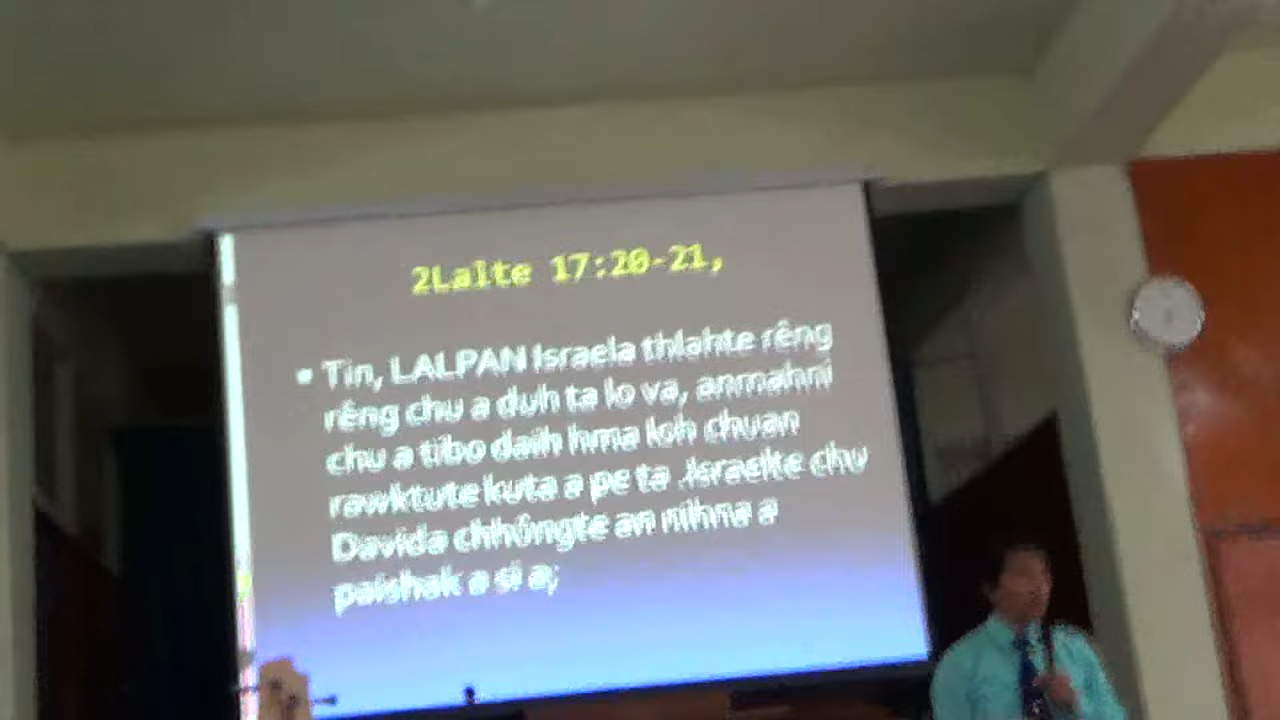 2Lalte 17:20-21,
• Tin, LALPAN Israela thlahte rêng
rêng chu a duh ta lo va, anmahni
chu a tibo daih hma loh chuan
rawktute kuta a pe ta .Israelte chu
Davida chhûngte an nihna a
paishak a si a;